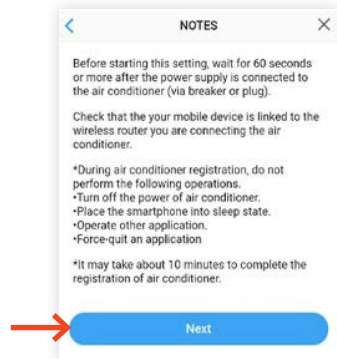 NOTES
Before starting this setting, wait for 60 seconds
or more after the power supply is connected to
the air conditioner (via breaker or plug).
Check that the your mobile device is linked to the
wireless router you are connecting the air
conditioner.
*During air conditioner registration, do not
perform the following operations.
•Turn off the power of air conditioner.
•Place the smartphone into sleep state.
•Operate other application.
•Force-quit an application
*It may take about 10 minutes to complete the
registration of air conditioner.
Next